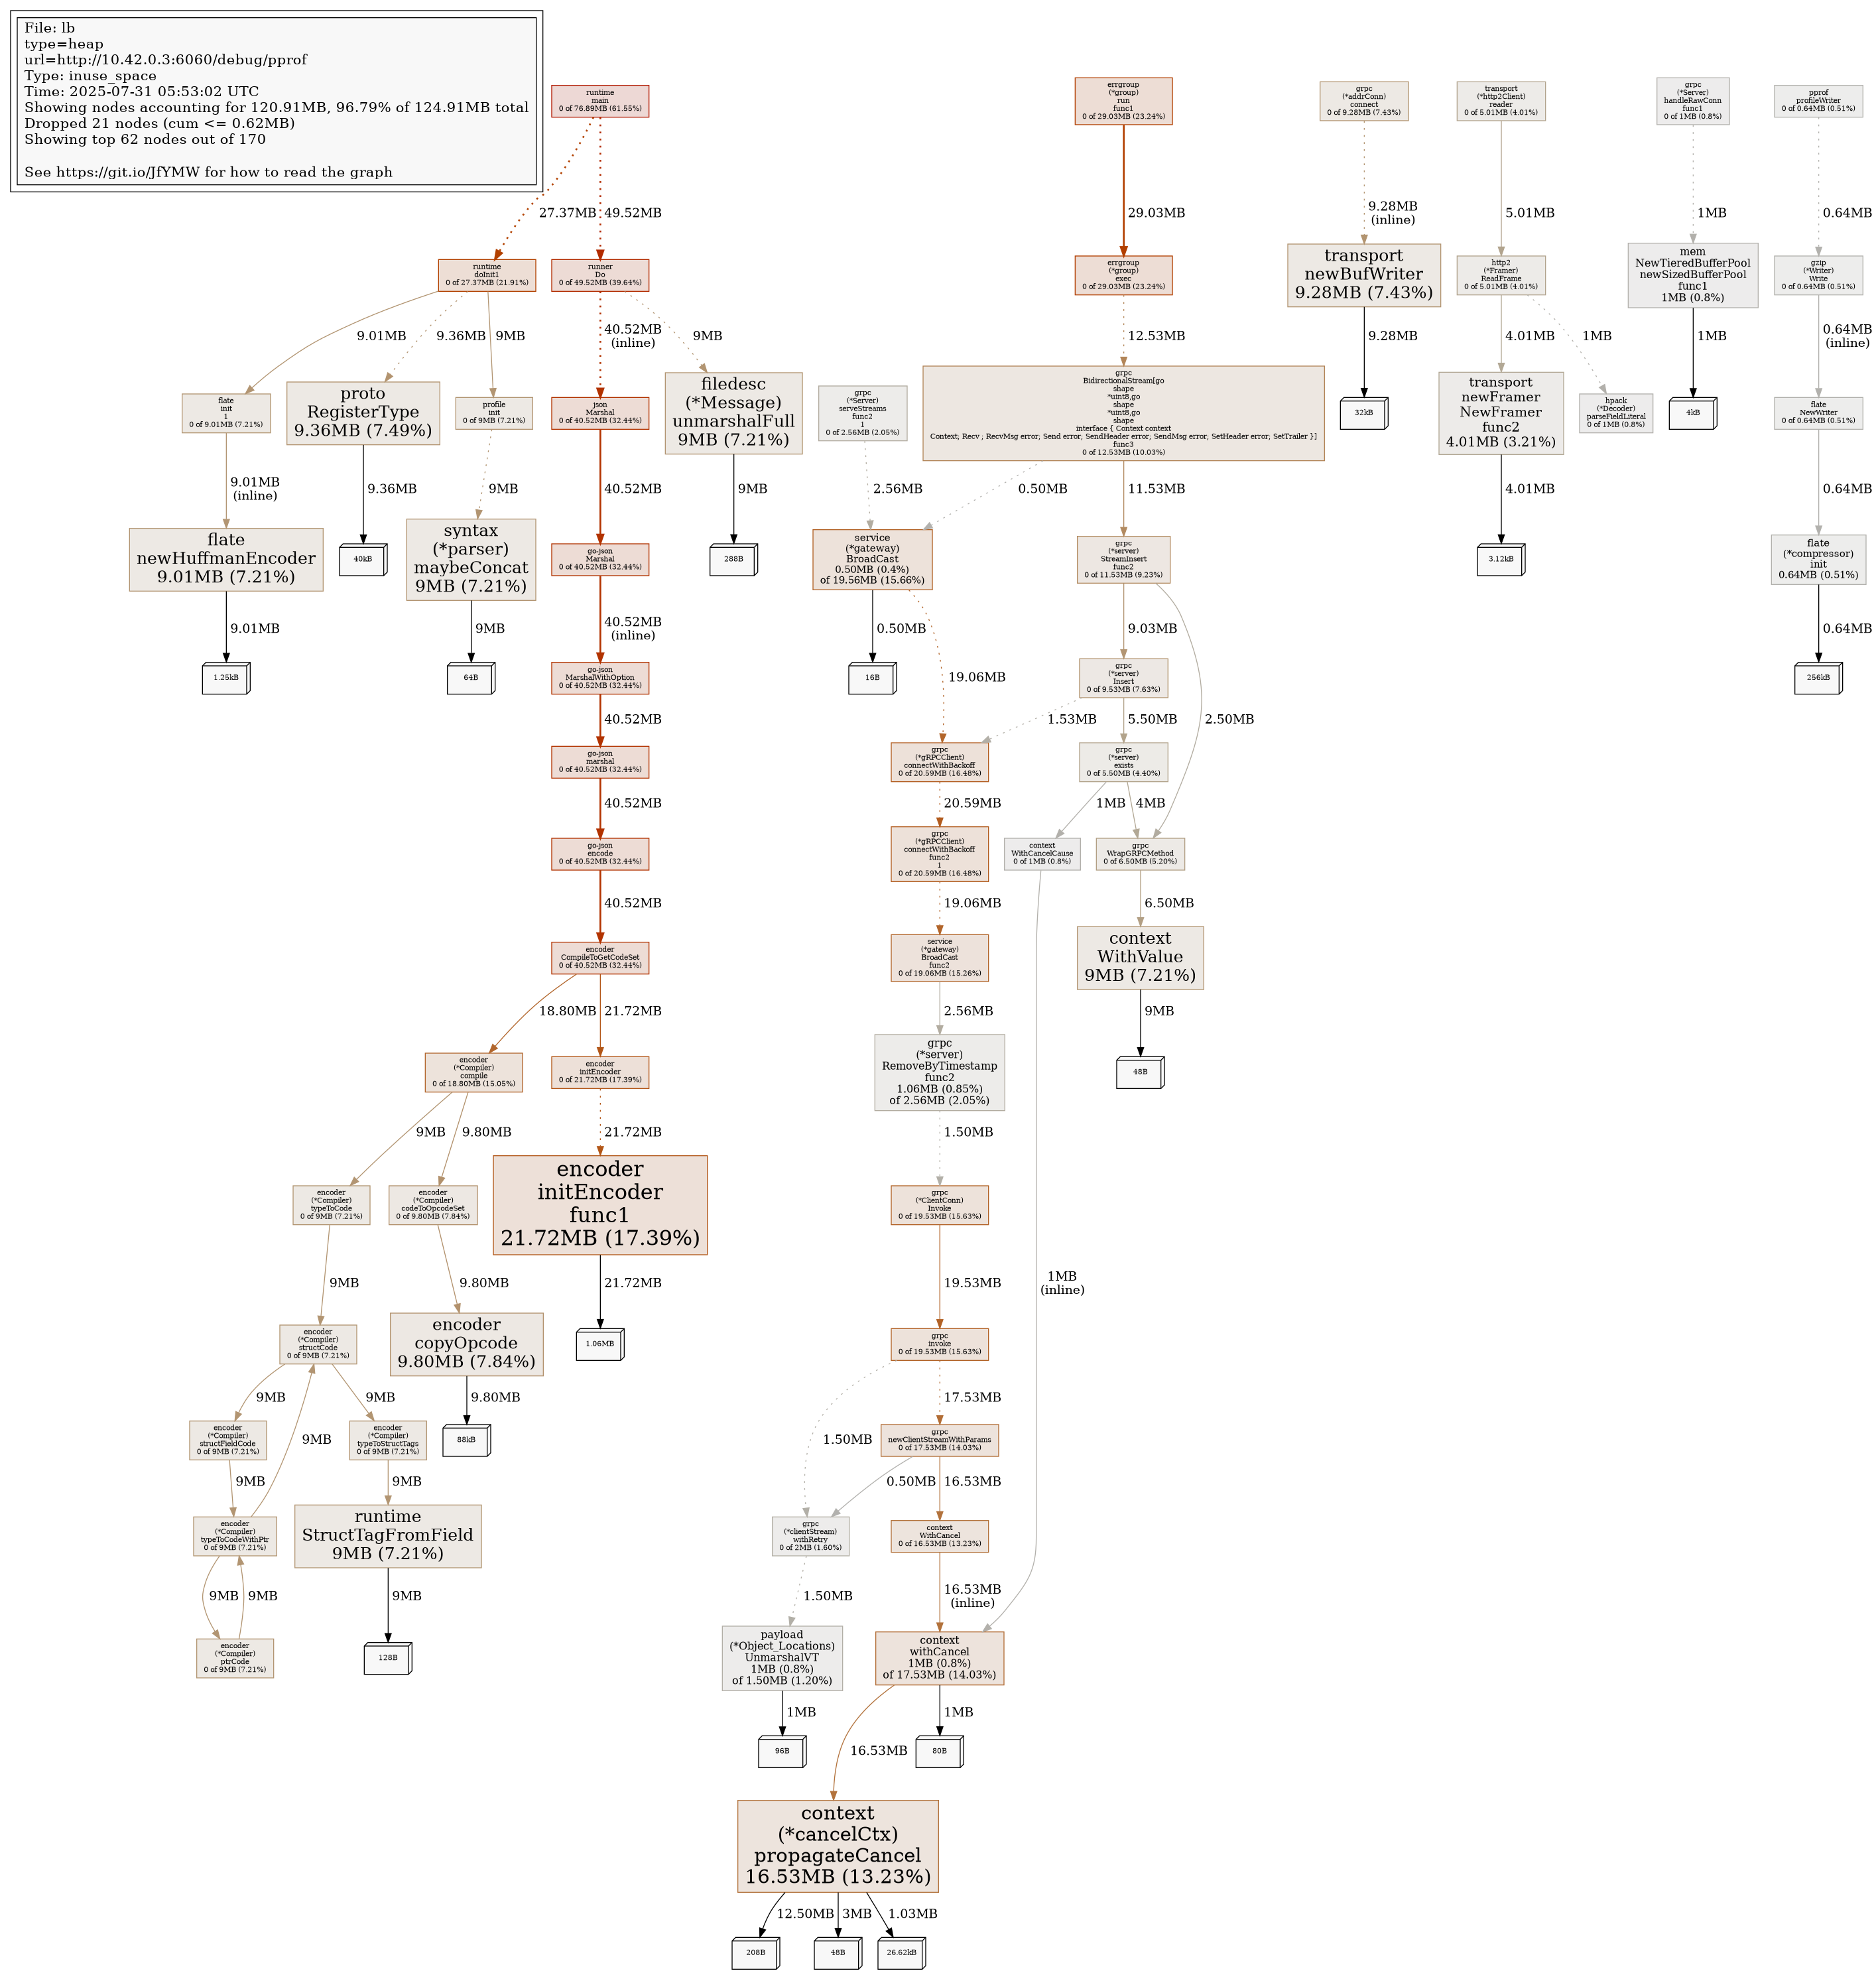 File: lb
type=heap
url=http://10.42.0.3:6060/debug/pprof
Type: inuse_space
Time: 2025-07-31 05:53:02 UTC
Showing nodes accounting for 120.91MB, 96.79% of 124.91MB total
Dropped 21 nodes (cum <= 0.62MB)
Showing top 62 nodes out of 170
See https://git.io/JfYMW for how to read the graph
runtime
main
0 of 76.89MB (61.55%)
errgroup
(*group)
run
func1
0 of 29.03MB (23.24%)
grpc
(*addrConn)
connect
0 of 9.28MB (7.43%)
transport
(*http2Client)
reader
0 of 5.01MB (4.01%)
grpc
(*Server)
handleRawConn
func1
0 of 1MB (0.8%)
pprof
profileWriter
0 of 0.64MB (0.51%)
27.37MB
49.52MB
29.03MB
9.28MB
(inline)
5.01MB
1MB
0.64MB
runtime
doInit1
0 of 27.37MB (21.91%)
runner
Do
0 of 49.52MB (39.64%)
errgroup
(*group)
exec
0 of 29.03MB (23.24%)
transport
newBufWriter
9.28MB (7.43%)
http2
(*Framer)
ReadFrame
0 of 5.01MB (4.01%)
mem
NewTieredBufferPool
newSizedBufferPool
func1
1MB (0.8%)
gzip
(*Writer)
Write
0 of 0.64MB (0.51%)
9.01MB
9.36MB
9MB
40.52MB
(inline)
9MB
12.53MB
9.28MB
4.01MB
1MB
1MB
0.64MB
(inline)
flate
init
1
0 of 9.01MB (7.21%)
proto
RegisterType
9.36MB (7.49%)
profile
init
0 of 9MB (7.21%)
json
Marshal
0 of 40.52MB (32.44%)
filedesc
(*Message)
unmarshalFull
9MB (7.21%)
grpc
(*Server)
serveStreams
func2
1
0 of 2.56MB (2.05%)
grpc
BidirectionalStream[go
shape
*uint8,go
shape
*uint8,go
shape
interface { Context context
Context; Recv ; RecvMsg error; Send error; SendHeader error; SendMsg error; SetHeader error; SetTrailer }]
func3
0 of 12.53MB (10.03%)
32kB
transport
newFramer
NewFramer
func2
4.01MB (3.21%)
hpack
(*Decoder)
parseFieldLiteral
0 of 1MB (0.8%)
4kB
flate
NewWriter
0 of 0.64MB (0.51%)
9.01MB
(inline)
9.36MB
9MB
40.52MB
9MB
2.56MB
0.50MB
11.53MB
4.01MB
0.64MB
flate
newHuffmanEncoder
9.01MB (7.21%)
40kB
syntax
(*parser)
maybeConcat
9MB (7.21%)
go-json
Marshal
0 of 40.52MB (32.44%)
288B
service
(*gateway)
BroadCast
0.50MB (0.4%)
of 19.56MB (15.66%)
grpc
(*server)
StreamInsert
func2
0 of 11.53MB (9.23%)
3.12kB
flate
(*compressor)
init
0.64MB (0.51%)
9.01MB
9MB
40.52MB
(inline)
0.50MB
19.06MB
9.03MB
2.50MB
0.64MB
1.25kB
64B
go-json
MarshalWithOption
0 of 40.52MB (32.44%)
16B
grpc
(*server)
Insert
0 of 9.53MB (7.63%)
256kB
40.52MB
1.53MB
5.50MB
go-json
marshal
0 of 40.52MB (32.44%)
grpc
(*gRPCClient)
connectWithBackoff
0 of 20.59MB (16.48%)
grpc
(*server)
exists
0 of 5.50MB (4.40%)
40.52MB
20.59MB
1MB
4MB
go-json
encode
0 of 40.52MB (32.44%)
grpc
(*gRPCClient)
connectWithBackoff
func2
1
0 of 20.59MB (16.48%)
context
WithCancelCause
0 of 1MB (0.8%)
grpc
WrapGRPCMethod
0 of 6.50MB (5.20%)
40.52MB
19.06MB
6.50MB
encoder
CompileToGetCodeSet
0 of 40.52MB (32.44%)
service
(*gateway)
BroadCast
func2
0 of 19.06MB (15.26%)
context
WithValue
9MB (7.21%)
18.80MB
21.72MB
2.56MB
9MB
encoder
(*Compiler)
compile
0 of 18.80MB (15.05%)
encoder
initEncoder
0 of 21.72MB (17.39%)
grpc
(*server)
RemoveByTimestamp
func2
1.06MB (0.85%)
of 2.56MB (2.05%)
48B
9MB
9.80MB
21.72MB
1.50MB
encoder
(*Compiler)
typeToCode
0 of 9MB (7.21%)
encoder
(*Compiler)
codeToOpcodeSet
0 of 9.80MB (7.84%)
encoder
initEncoder
func1
21.72MB (17.39%)
grpc
(*ClientConn)
Invoke
0 of 19.53MB (15.63%)
9MB
9.80MB
21.72MB
19.53MB
1MB
(inline)
encoder
(*Compiler)
structCode
0 of 9MB (7.21%)
encoder
copyOpcode
9.80MB (7.84%)
1.06MB
grpc
invoke
0 of 19.53MB (15.63%)
9MB
9MB
9.80MB
17.53MB
encoder
(*Compiler)
structFieldCode
0 of 9MB (7.21%)
9MB
encoder
(*Compiler)
typeToStructTags
0 of 9MB (7.21%)
88kB
1.50MB
grpc
newClientStreamWithParams
0 of 17.53MB (14.03%)
9MB
9MB
0.50MB
16.53MB
encoder
(*Compiler)
typeToCodeWithPtr
0 of 9MB (7.21%)
runtime
StructTagFromField
9MB (7.21%)
grpc
(*clientStream)
withRetry
0 of 2MB (1.60%)
context
WithCancel
0 of 16.53MB (13.23%)
9MB
9MB
9MB
1.50MB
16.53MB
(inline)
encoder
(*Compiler)
ptrCode
0 of 9MB (7.21%)
128B
payload
(*Object_Locations)
UnmarshalVT
1MB (0.8%)
of 1.50MB (1.20%)
context
withCancel
1MB (0.8%)
of 17.53MB (14.03%)
1MB
16.53MB
1MB
96B
80B
context
(*cancelCtx)
propagateCancel
16.53MB (13.23%)
12.50MB
3MB
1.03MB
208B
48B
26.62kB